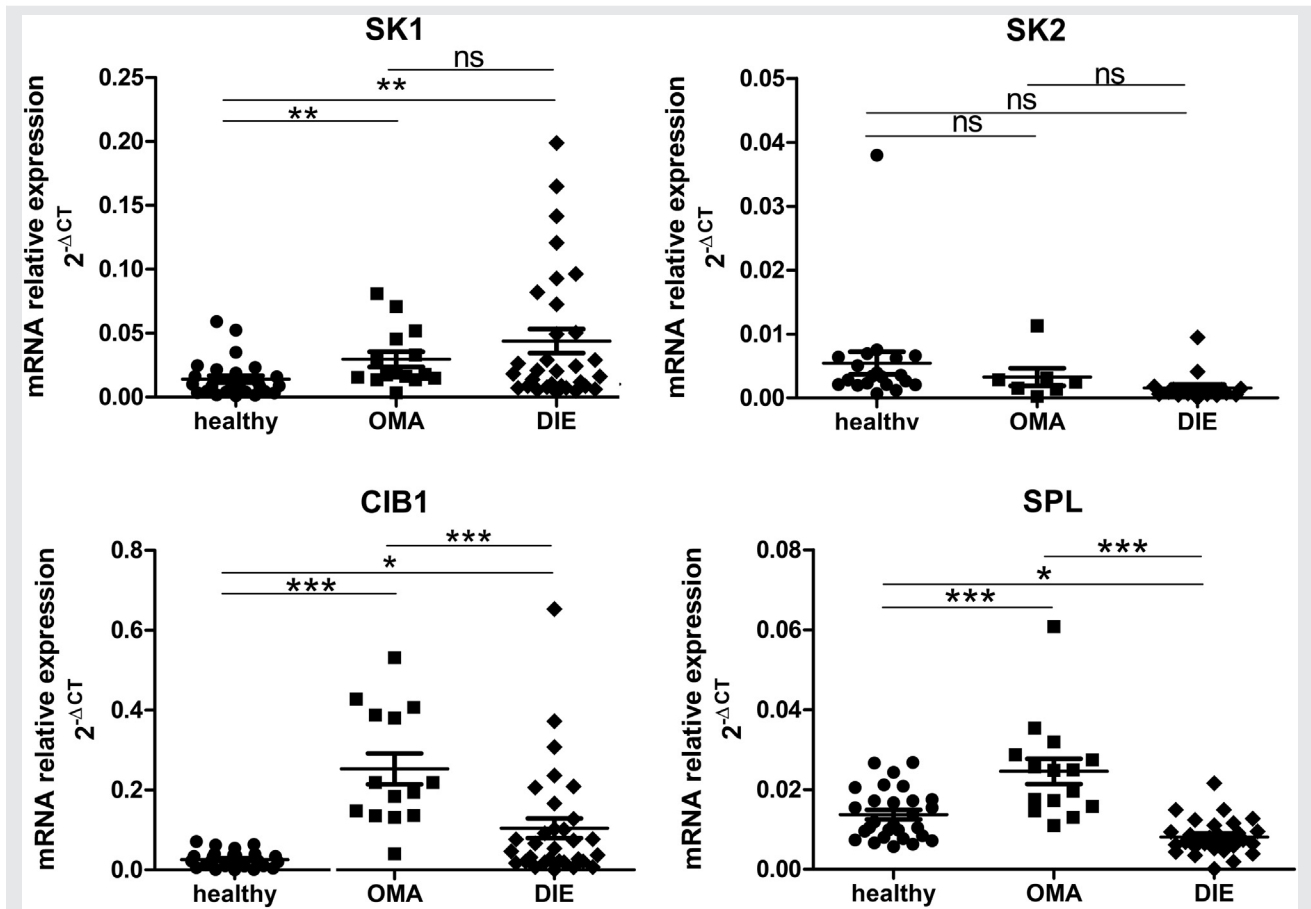 SK1
ns
**
**
mRNA relative expression
2-ΔCT
0.25
0.20
0.15
0.10
0.05
0.00
healthy OMA DIE
SK2
ns
ns
ns
mRNA relative expression
2-ΔCT
0.05
0.04
0.03
0.02
0.01
0.00
healthv OMA DIE
CIB1
***
*
***
mRNA relative expression
2-ΔCT
0.8
0.6
0.4
0.2
0.0
healthy OMA DIE
SPL
***
*
***
mRNA relative expression
2-ΔCT
0.08
0.06
0.04
0.02
0.00
healthy OMA DIE